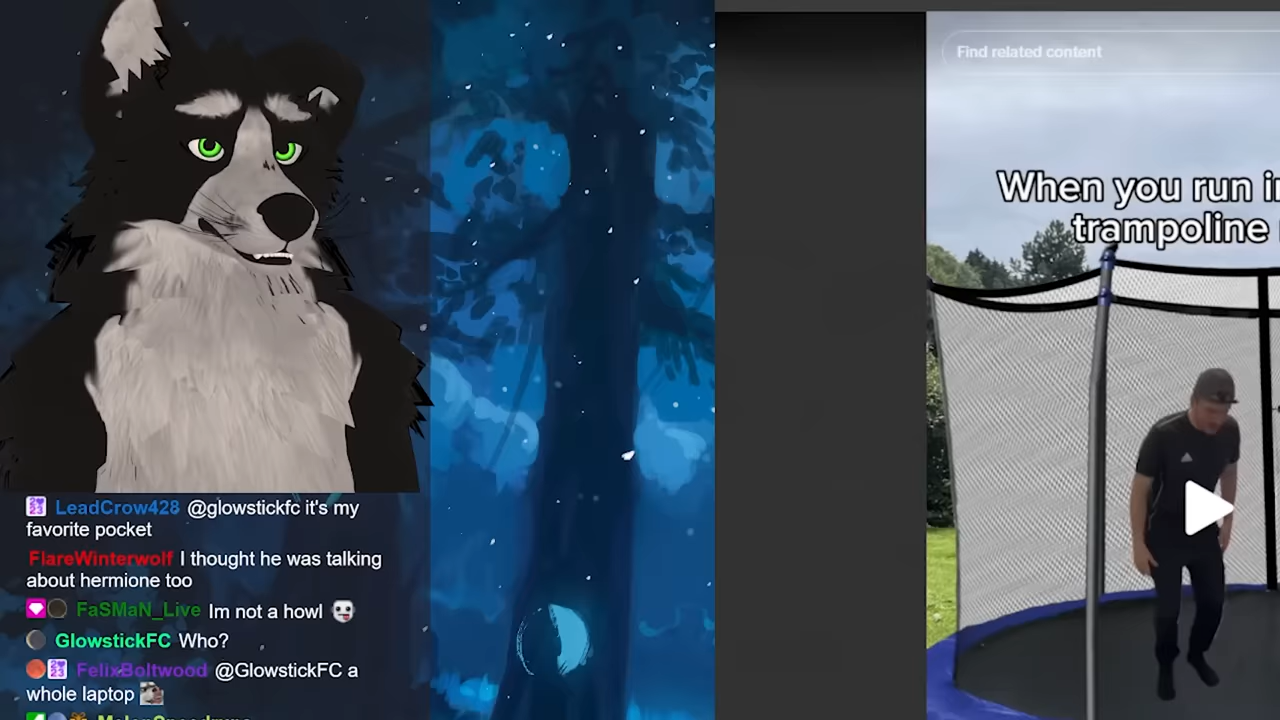 LeadCrow428 @glowstickfc it's my
favorite pocket
FlareWinterwolf I thought he was talking
about hermione too
FaSMaN_Live Im not a howl
GlowstickFC Who?
FelixBoltwood @GlowstickFC a
whole laptop
Find related content
When you run
trampoline